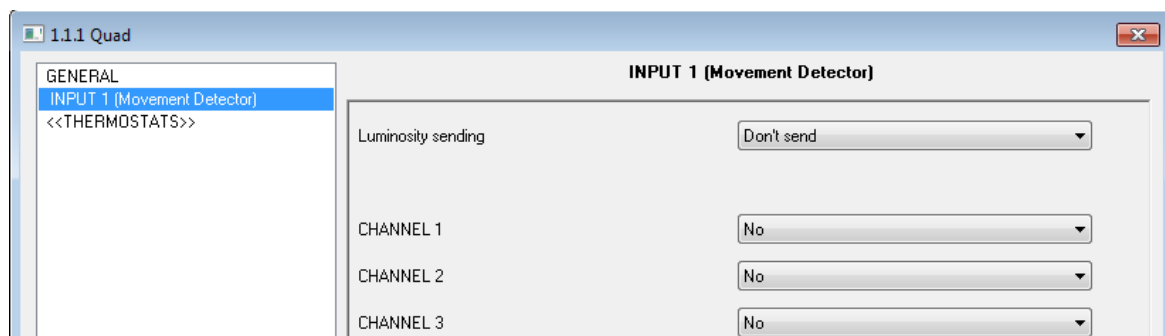 1.1.1 Quad
GENERAL
INPUT 1 (Movement Detector)
<<THERMOSTATS>>
INPUT 1 (Movement Detector)
Luminosity sending
Don't send
CHANNEL 1
No
CHANNEL 2
No
CHANNEL 3
No